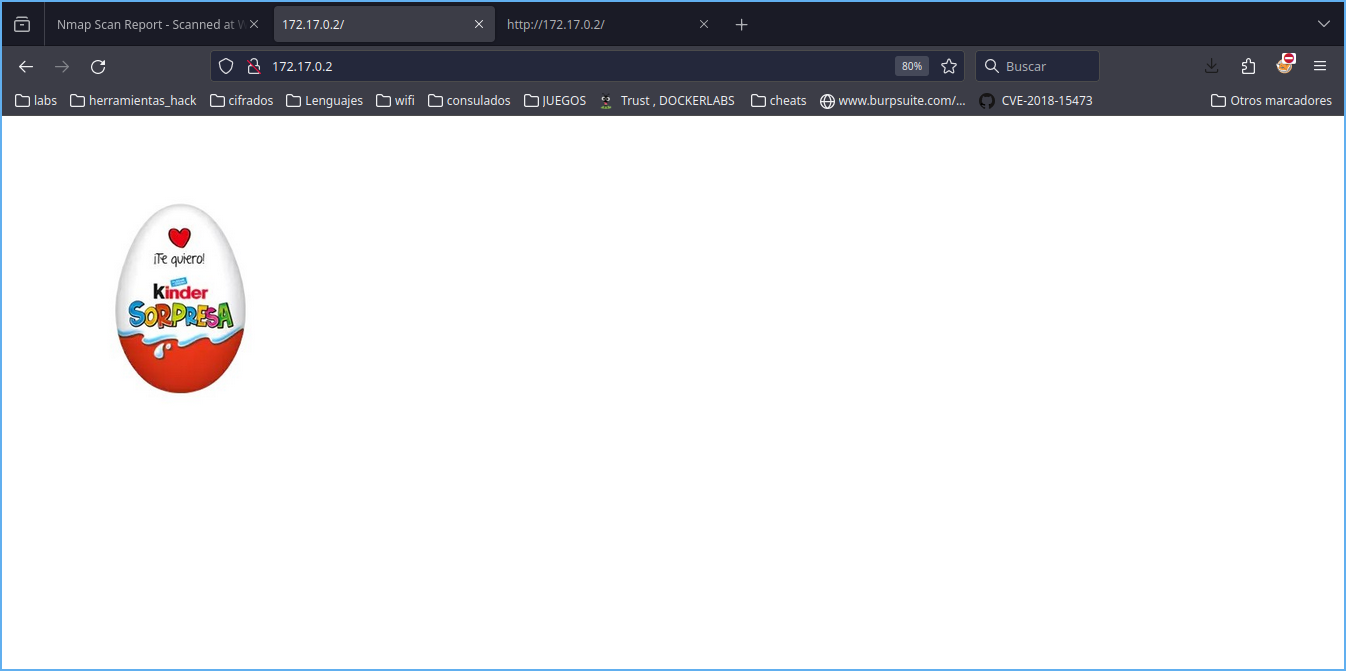 Nmap Scan Report - Scanned at W
172.17.0.2/
http://172.17.0.2/
172.17.0.2
80%
Buscar
labs
herramientas_hack
cifrados
Lenguajes
wifi
consulados
JUEGOS
Trust , DOCKERLABS
cheats
www.burpsuite.com/...
CVE-2018-15473
Otros marcadores
¡Te quiero!
kinder
SORPRESA